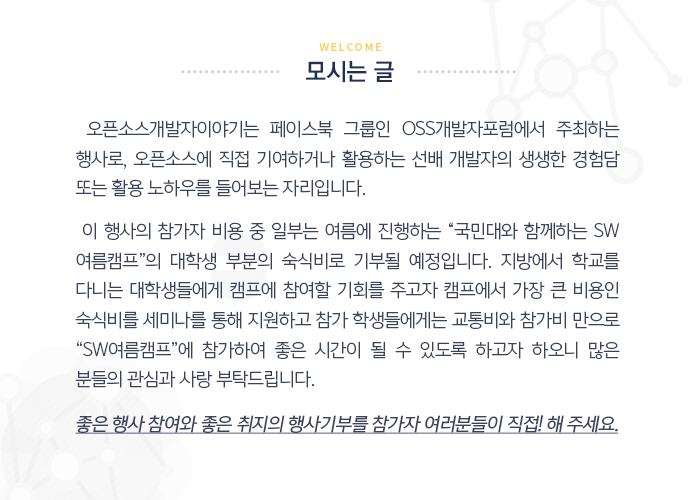 WELCOME
모시는 글
오픈소스개발자이야기는 페이스북 그룹인 OSS개발자포럼에서 주최하는
행사로, 오픈소스에 직접 기여하거나 활용하는 선배 개발자의 생생한 경험담
또는 활용 노하우를 들어보는 자리입니다.
이 행사의 참가자 비용 중 일부는 여름에 진행하는 “국민대와 함께하는 SW
여름캠프”의 대학생 부분의 숙식비로 기부될 예정입니다. 지방에서 학교를
다니는 대학생들에게 캠프에 참여할 기회를 주고자 캠프에서 가장 큰 비용인
숙식비를 세미나를 통해 지원하고 참가 학생들에게는 교통비와 참가비 만으로
“SW여름캠프”에 참가하여 좋은 시간이 될 수 있도록 하고자 하오니 많은
분들의 관심과 사랑 부탁드립니다.
좋은 행사 참여와 좋은 취지의 행사기부를 참가자 여러분들이 직접! 해 주세요.